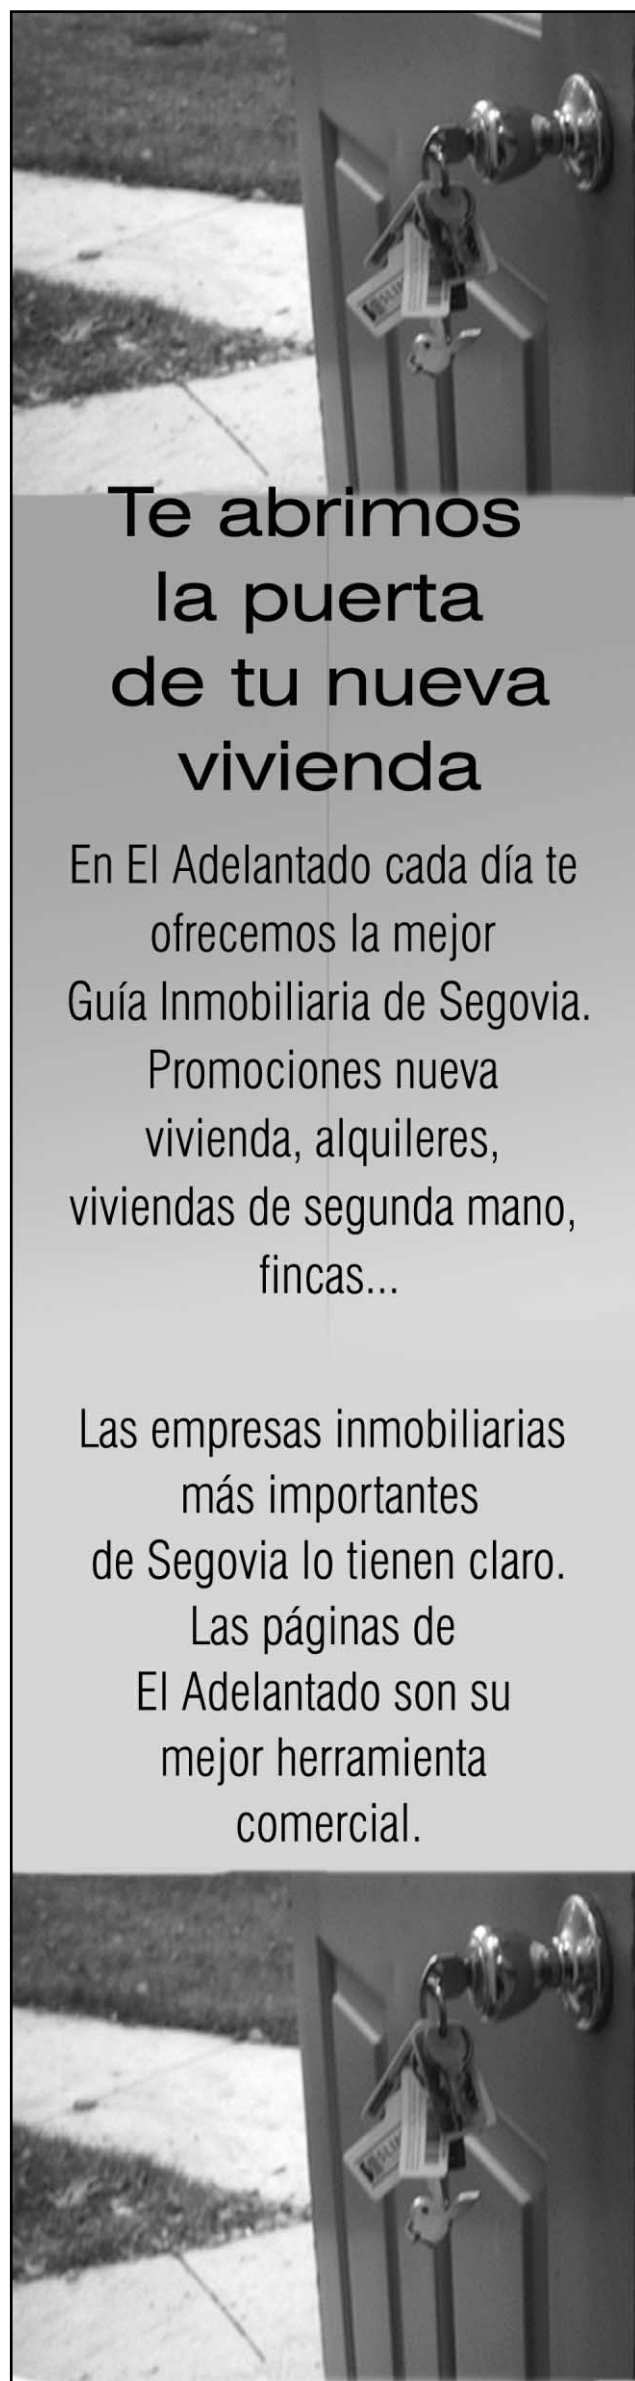 Te abrimos
la puerta
de tu nueva
vivienda
En El Adelantado cada día te
ofrecemos la mejor
Guía Inmobiliaria de Segovia.
Promociones nueva
vivienda, alquileres,
viviendas de segunda mano,
fincas...
Las empresas inmobiliarias
más importantes
de Segovia lo tienen claro.
Las páginas de
El Adelantado son su
mejor herramienta
comercial.